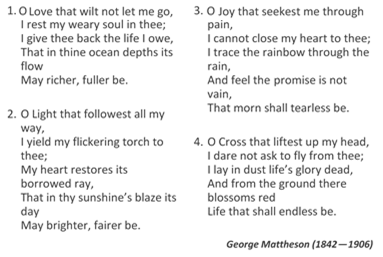 1. O Love that wilt not let me go,
I rest my weary soul in thee;
I give thee back the life I owe,
That in thine ocean depths its
flow
May richer, fuller be.
2. O Light that followest all my
way,
I yield my flickering torch to
thee;
My heart restores its
borrowed ray,
That in thy sunshine's blaze its
day
May brighter, fairer be.
3. O Joy that seekest me through
pain,
I cannot close my heart to thee;
I trace the rainbow through the
rain,
And feel the promise is not
vain,
That morn shall tearless be.
4. O Cross that liftest up my head,
I dare not ask to fly from thee;
I lay in dust life's glory dead,
And from the ground there
blossoms red
Life that shall endless be.
George Mattheson (1842—1906)